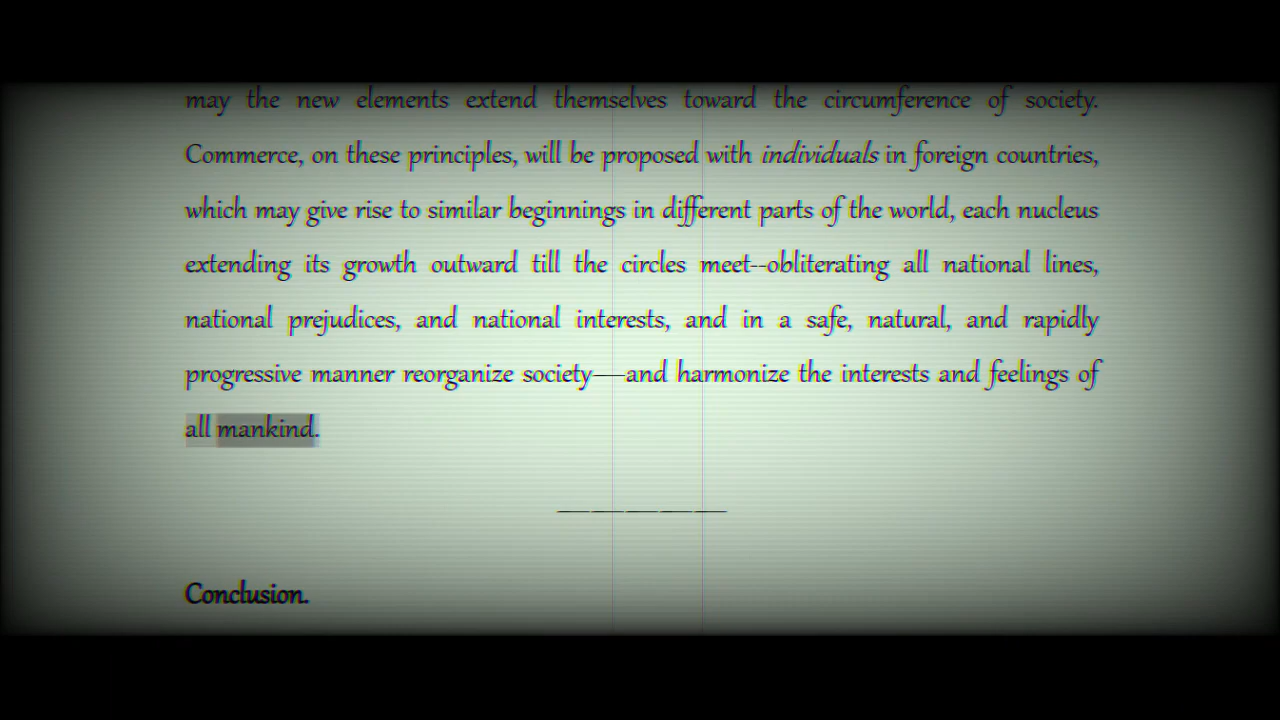 may the new elements extend themselves toward the circumference of society.
Commerce, on these principles, will be proposed with individuals in foreign countries,
which may give rise to similar beginnings in different parts of the world, each nucleus
extending its growth outward till the circles meet--obliterating all national lines,
national prejudices, and national interests, and in a safe, natural, and rapidly
progressive manner reorganize society—and harmonize the interests and feelings of
all mankind.
Conclusion.